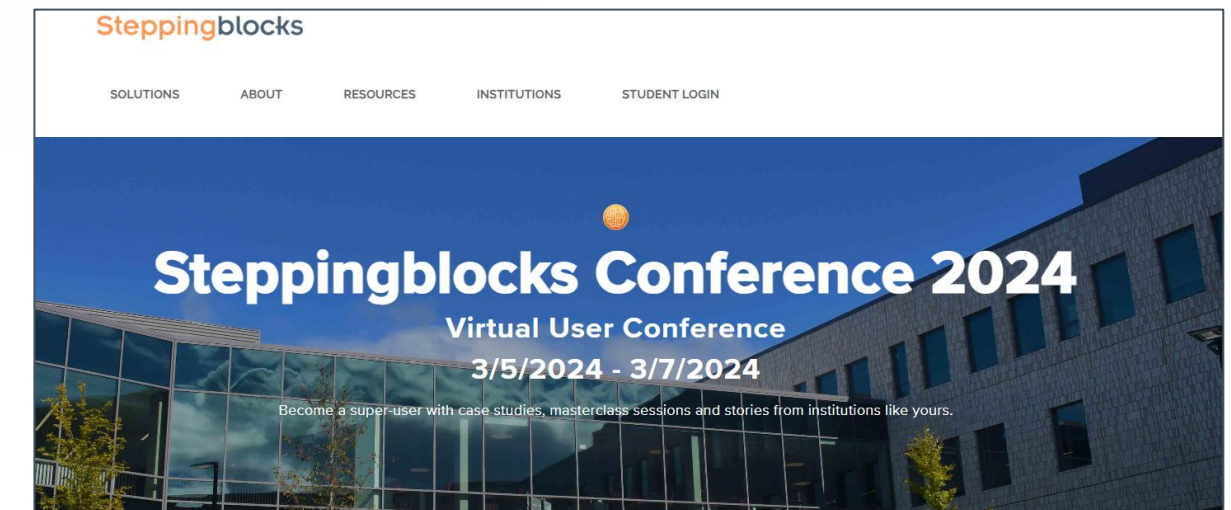 Steppingblocks
SOLUTIONS ABOUT RESOURCES INSTITUTIONS STUDENT LOGIN
Steppingblocks Conference 2024
Virtual User Conference
3/5/2024 - 3/7/2024
Become a super-user with case studies, masterclass sessions and stories from institutions like yours.